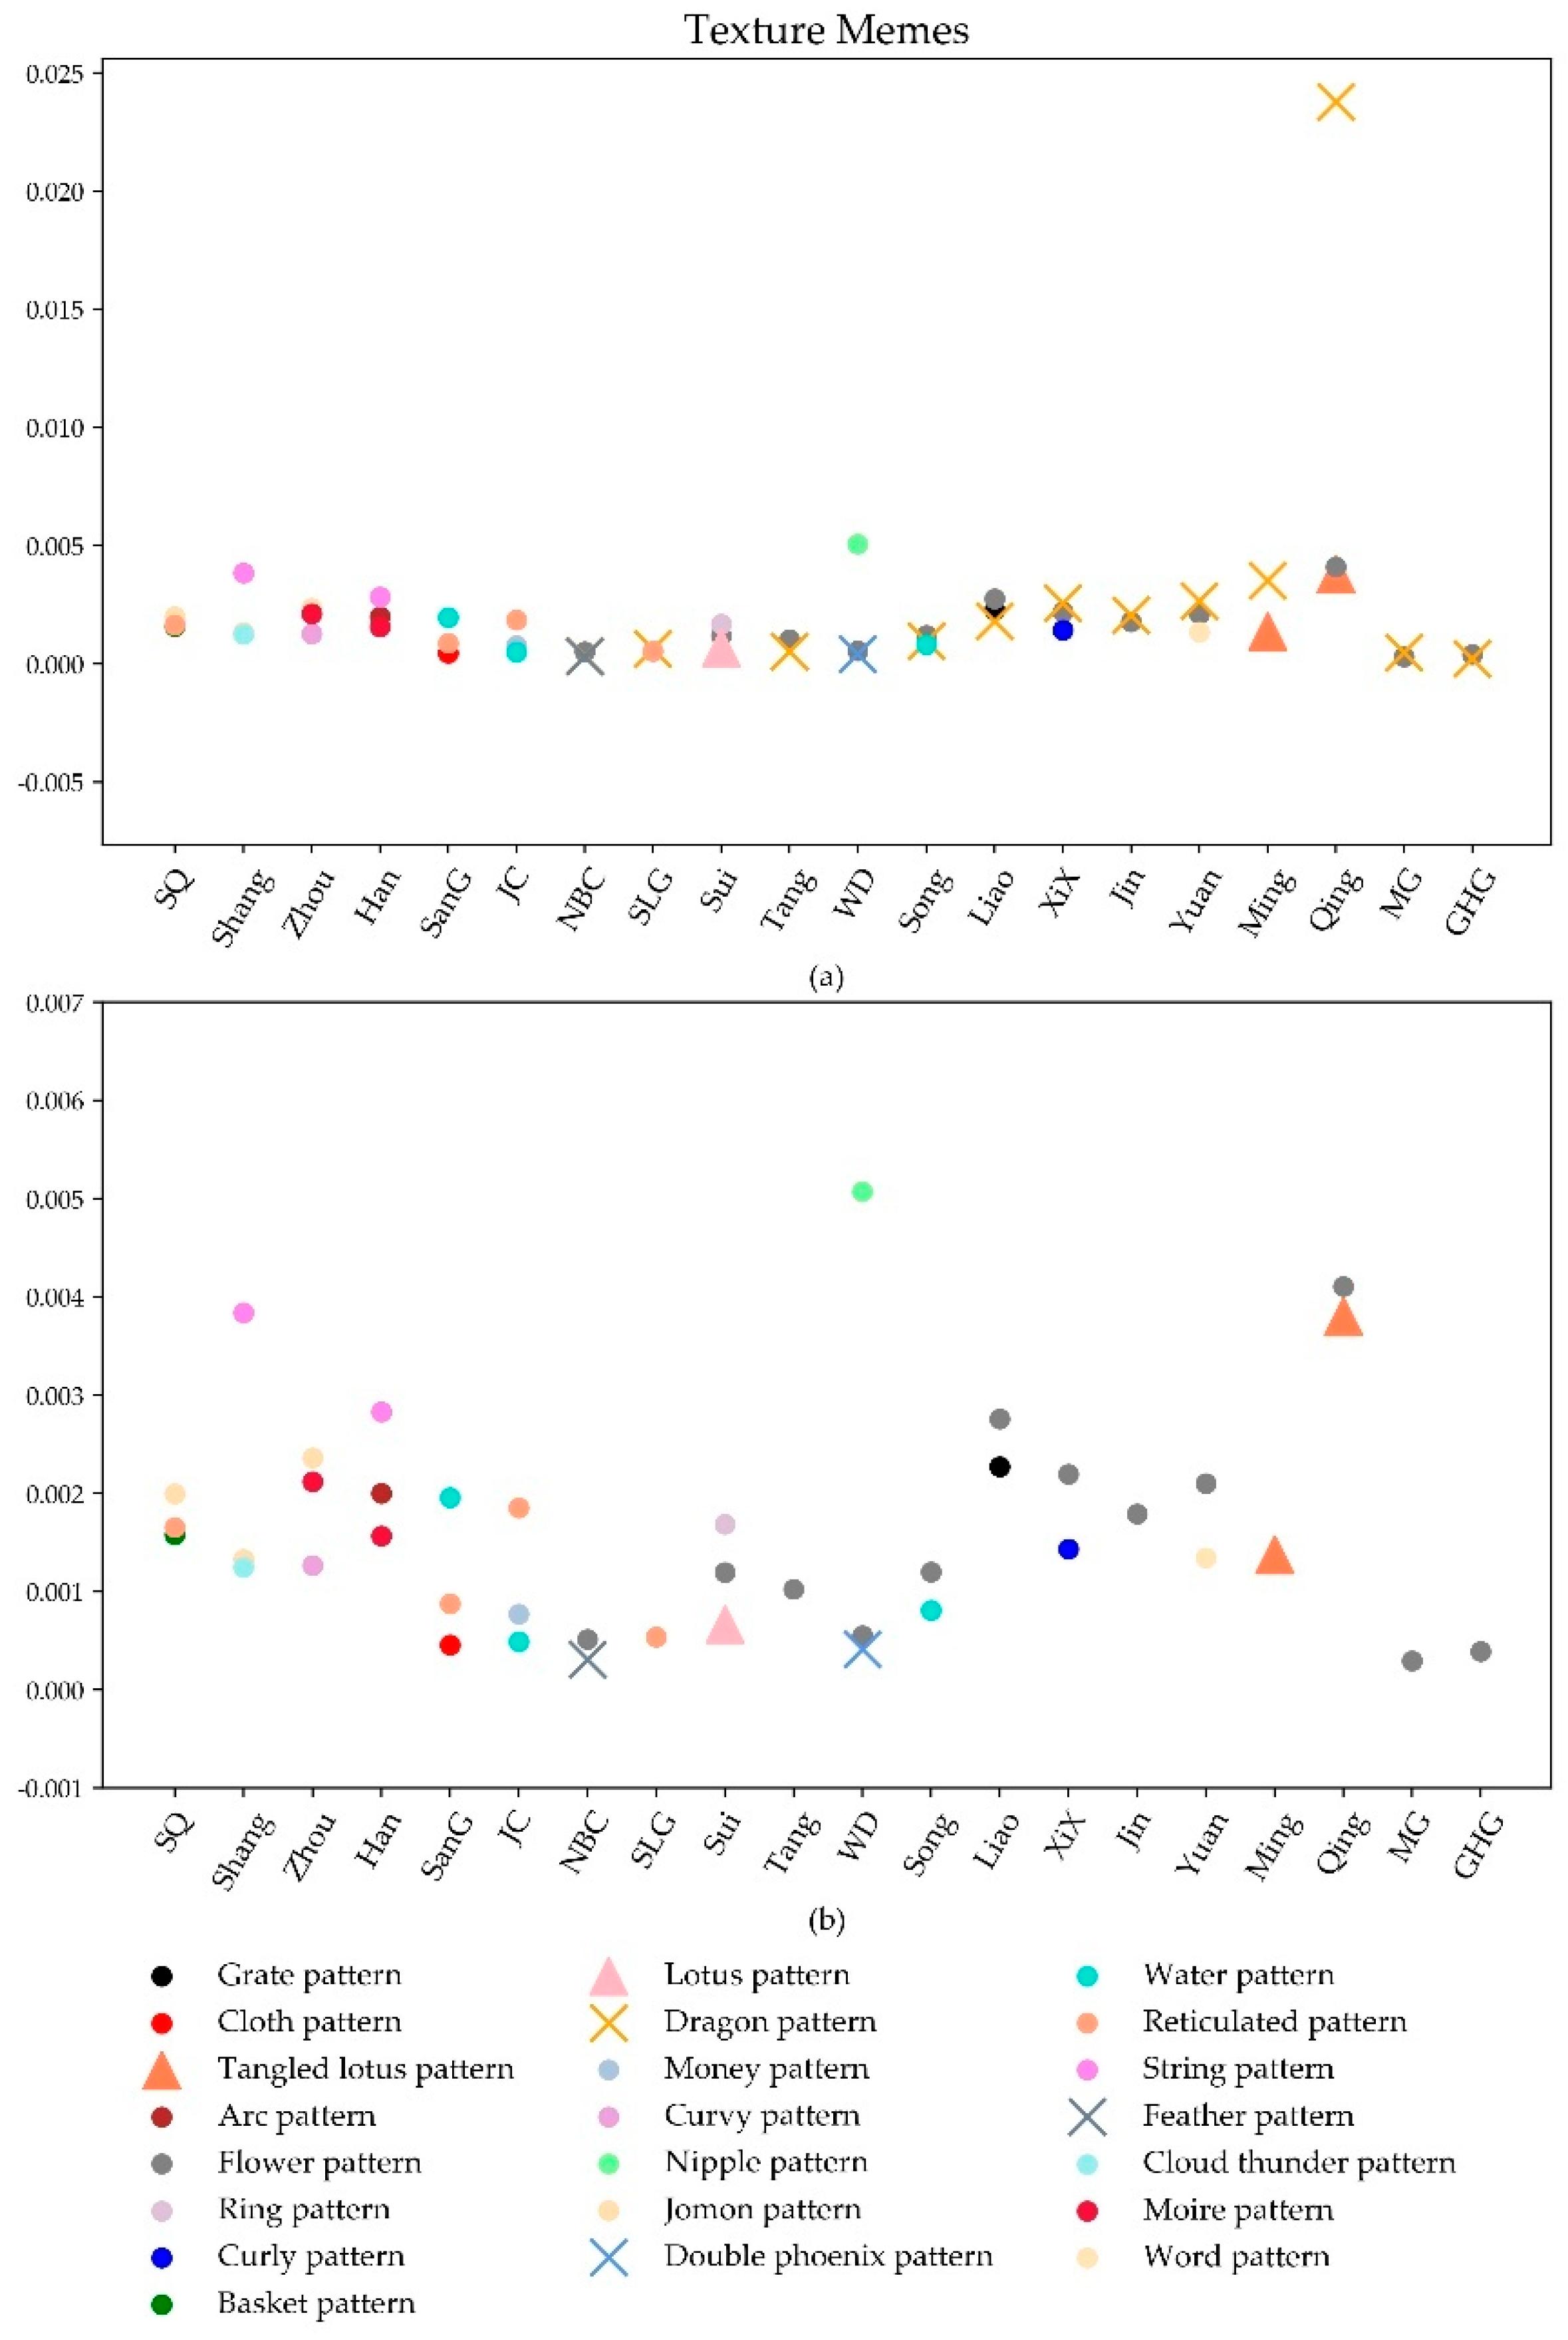 Texture Memes
0.025
0.020
0.015
0.010
0.005
0.000
-0.005
SQ Shang Zhou Han SanG JC NBC SLG Sui Tang WD Song Liao XiX Jin Yuan Ming Qing MG GHG
(a)
0.007
0.006
0.005
0.004
0.003
0.002
0.001
0.000
-0.001
SQ Shang Zhou Han SanG JC NBC SLG Sui Tang WD Song Liao XiX Jin Yuan Ming Qing MG GHG
(b)
Grate pattern
Cloth pattern
Tangled lotus pattern
Arc pattern
Flower pattern
Ring pattern
Curly pattern
Basket pattern
Lotus pattern
Dragon pattern
Money pattern
Curvy pattern
Nipple pattern
Jomon pattern
Double phoenix pattern
Water pattern
Reticulated pattern
String pattern
Feather pattern
Cloud thunder pattern
Moire pattern
Word pattern